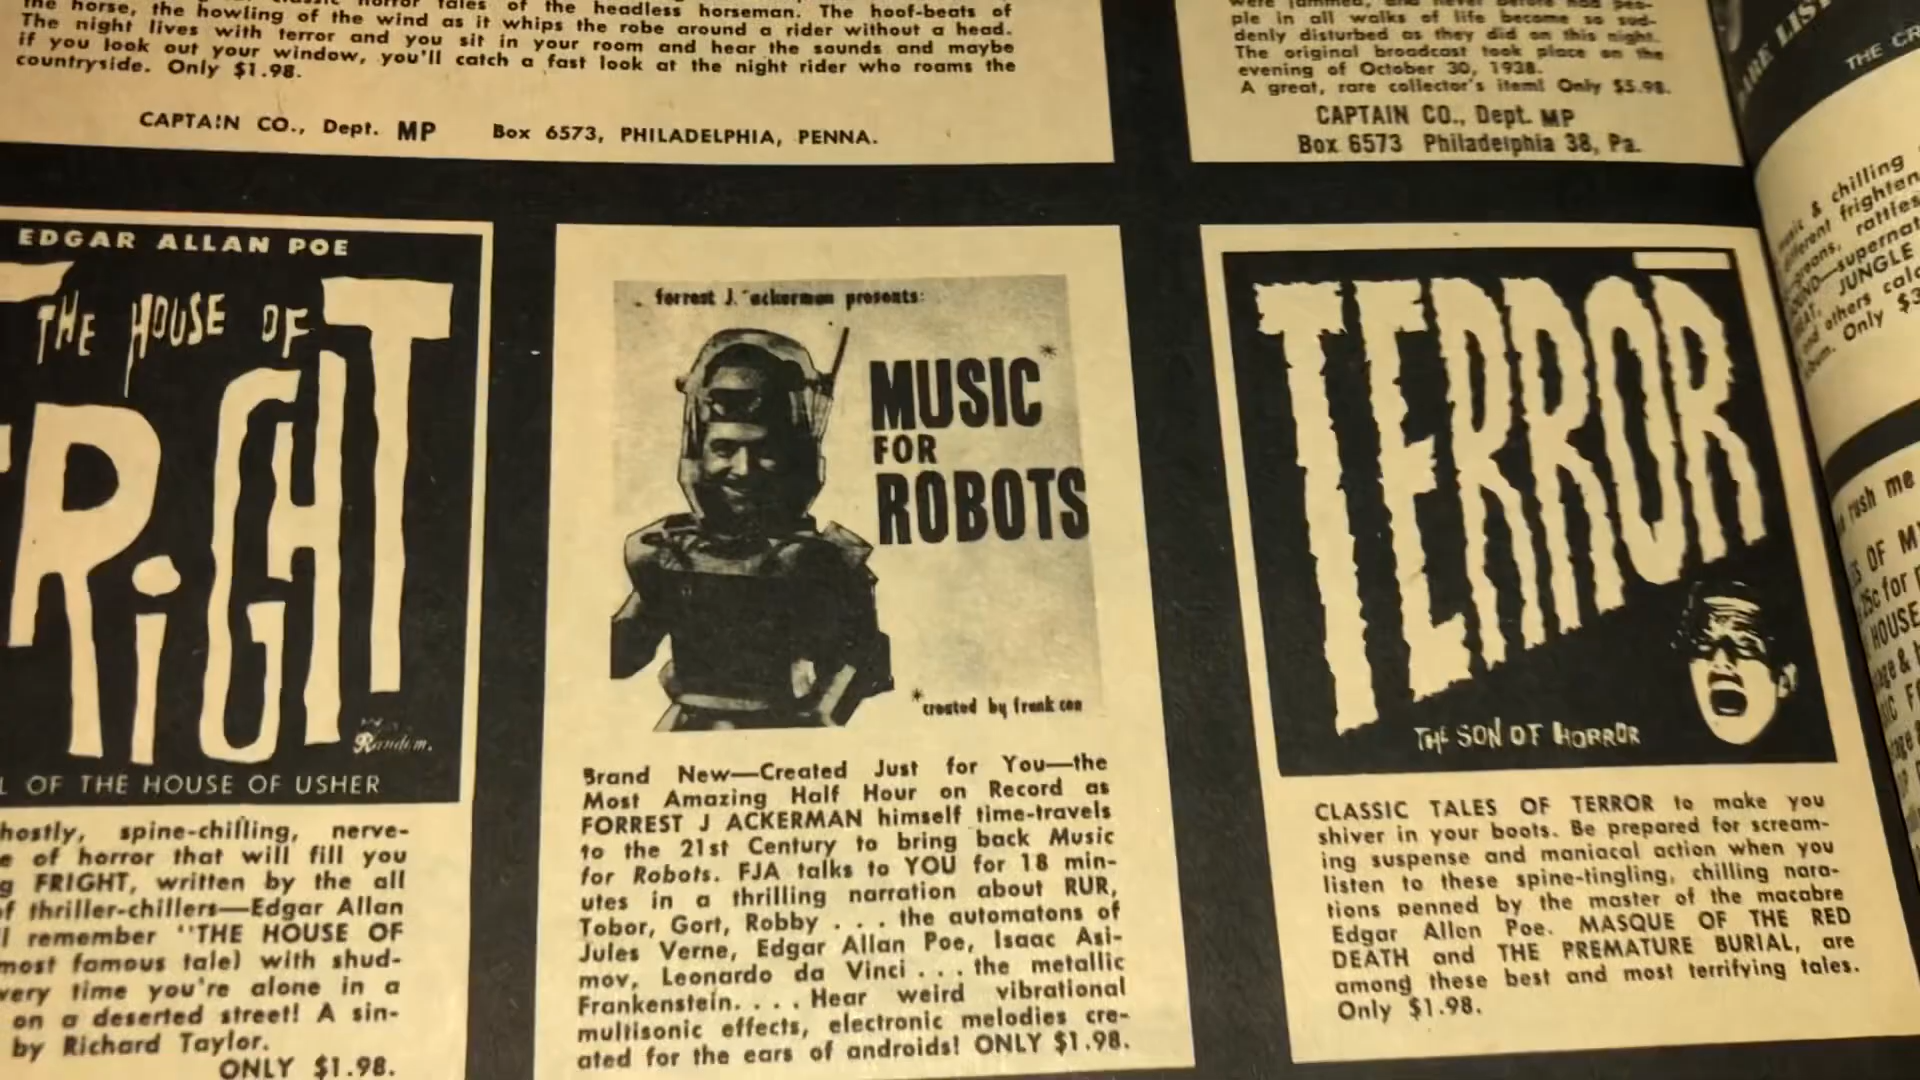 the horse, the howling of the wind as it whips the robe around a rider without a head.
The night lives with terror and you sit in your room and hear the sounds and maybe
if you look out your window, you'll catch a fast look at the night rider who roams the
countryside. Only $1.98.
CAPTAIN CO., Dept. MP Box 6573, PHILADELPHIA, PENNA.
ple in all walks of life become so sud-
denly disturbed as they did on this night.
The original broadcast took place on the
evening of October 30, 1938.
A great, rare collector's item! Only $5.98.
CAPTAIN CO., Dept. MP
Box 6573 Philadelphia 38, Pa.
EDGAR ALLAN POE
THE HOUSE OF
FRIGHT
Random.
OF THE HOUSE OF USHER
spine-chilling, nerve-
of horror that will fill you
FRIGHT, written by the all
thriller-chillers—Edgar Allan
remember "THE HOUSE OF
most famous tale) with shud-
every time you're alone in a
on a deserted street! A sin-
by Richard Taylor.
ONLY $1.98.
forrest J. ackerman presents:
MUSIC*
FOR
ROBOTS
*created by frank coe
Brand New—Created Just for You—the
Most Amazing Half Hour on Record as
FORREST J ACKERMAN himself time-travels
to the 21st Century to bring back Music
for Robots. FJA talks to YOU for 18 min-
utes in a thrilling narration about RUR,
Tobor, Gort, Robby . . . the automatons of
Jules Verne, Edgar Allan Poe, Isaac Asi-
mov, Leonardo da Vinci . . . the metallic
Frankenstein. . . . Hear weird vibrational
multisonic effects, electronic melodies cre-
ated for the ears of androids! ONLY $1.98.
TERROR
THE SON OF HORROR
CLASSIC TALES OF TERROR to make you
shiver in your boots. Be prepared for scream-
ing suspense and maniacal action when you
listen to these spine-tingling, chilling nara-
tions penned by the master of the macabre
Edgar Allen Poe. MASQUE OF THE RED
DEATH and THE PREMATURE BURIAL, are
among these best and most terrifying tales.
Only $1.98.
THE
& chilling
frighten
rattles
JUNGLE
and others
Only
rush me
OF
25c for
HOUSE